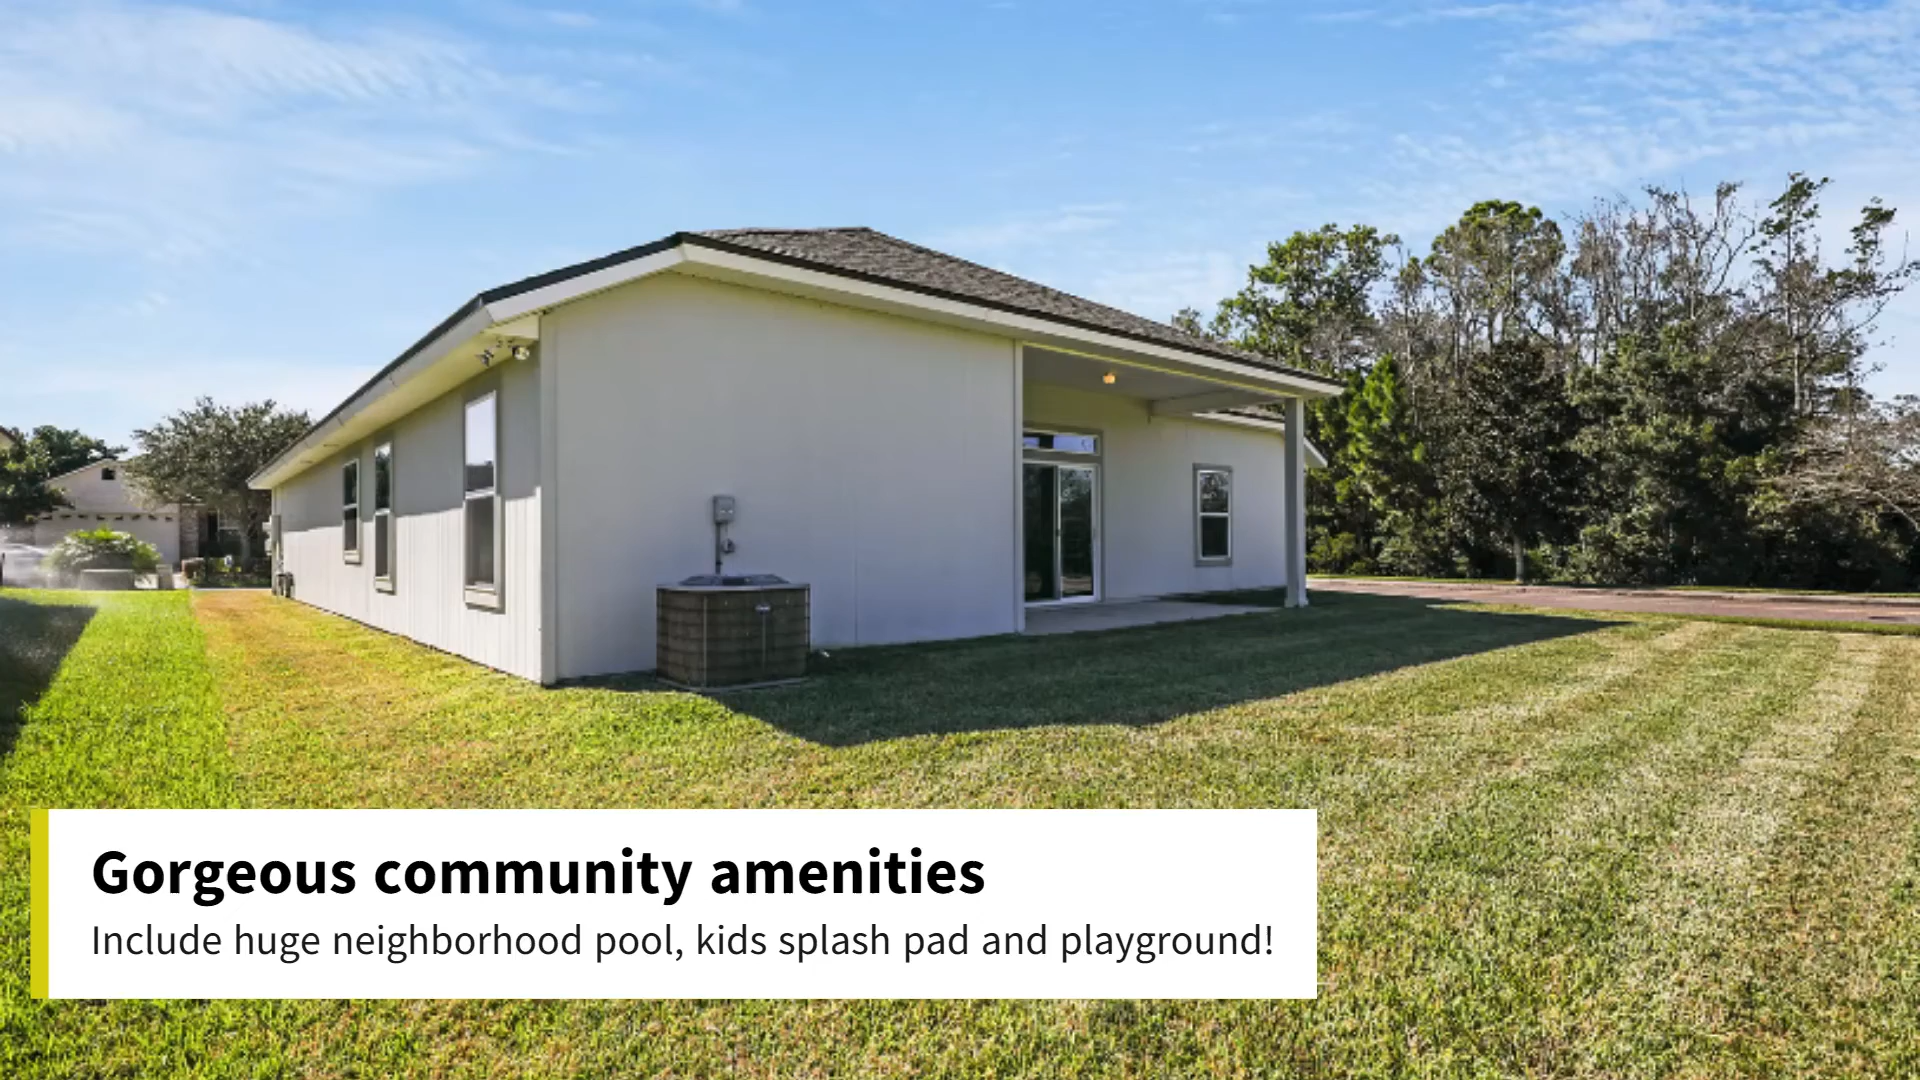 Gorgeous community amenities
Include huge neighborhood pool, kids splash pad and playground!